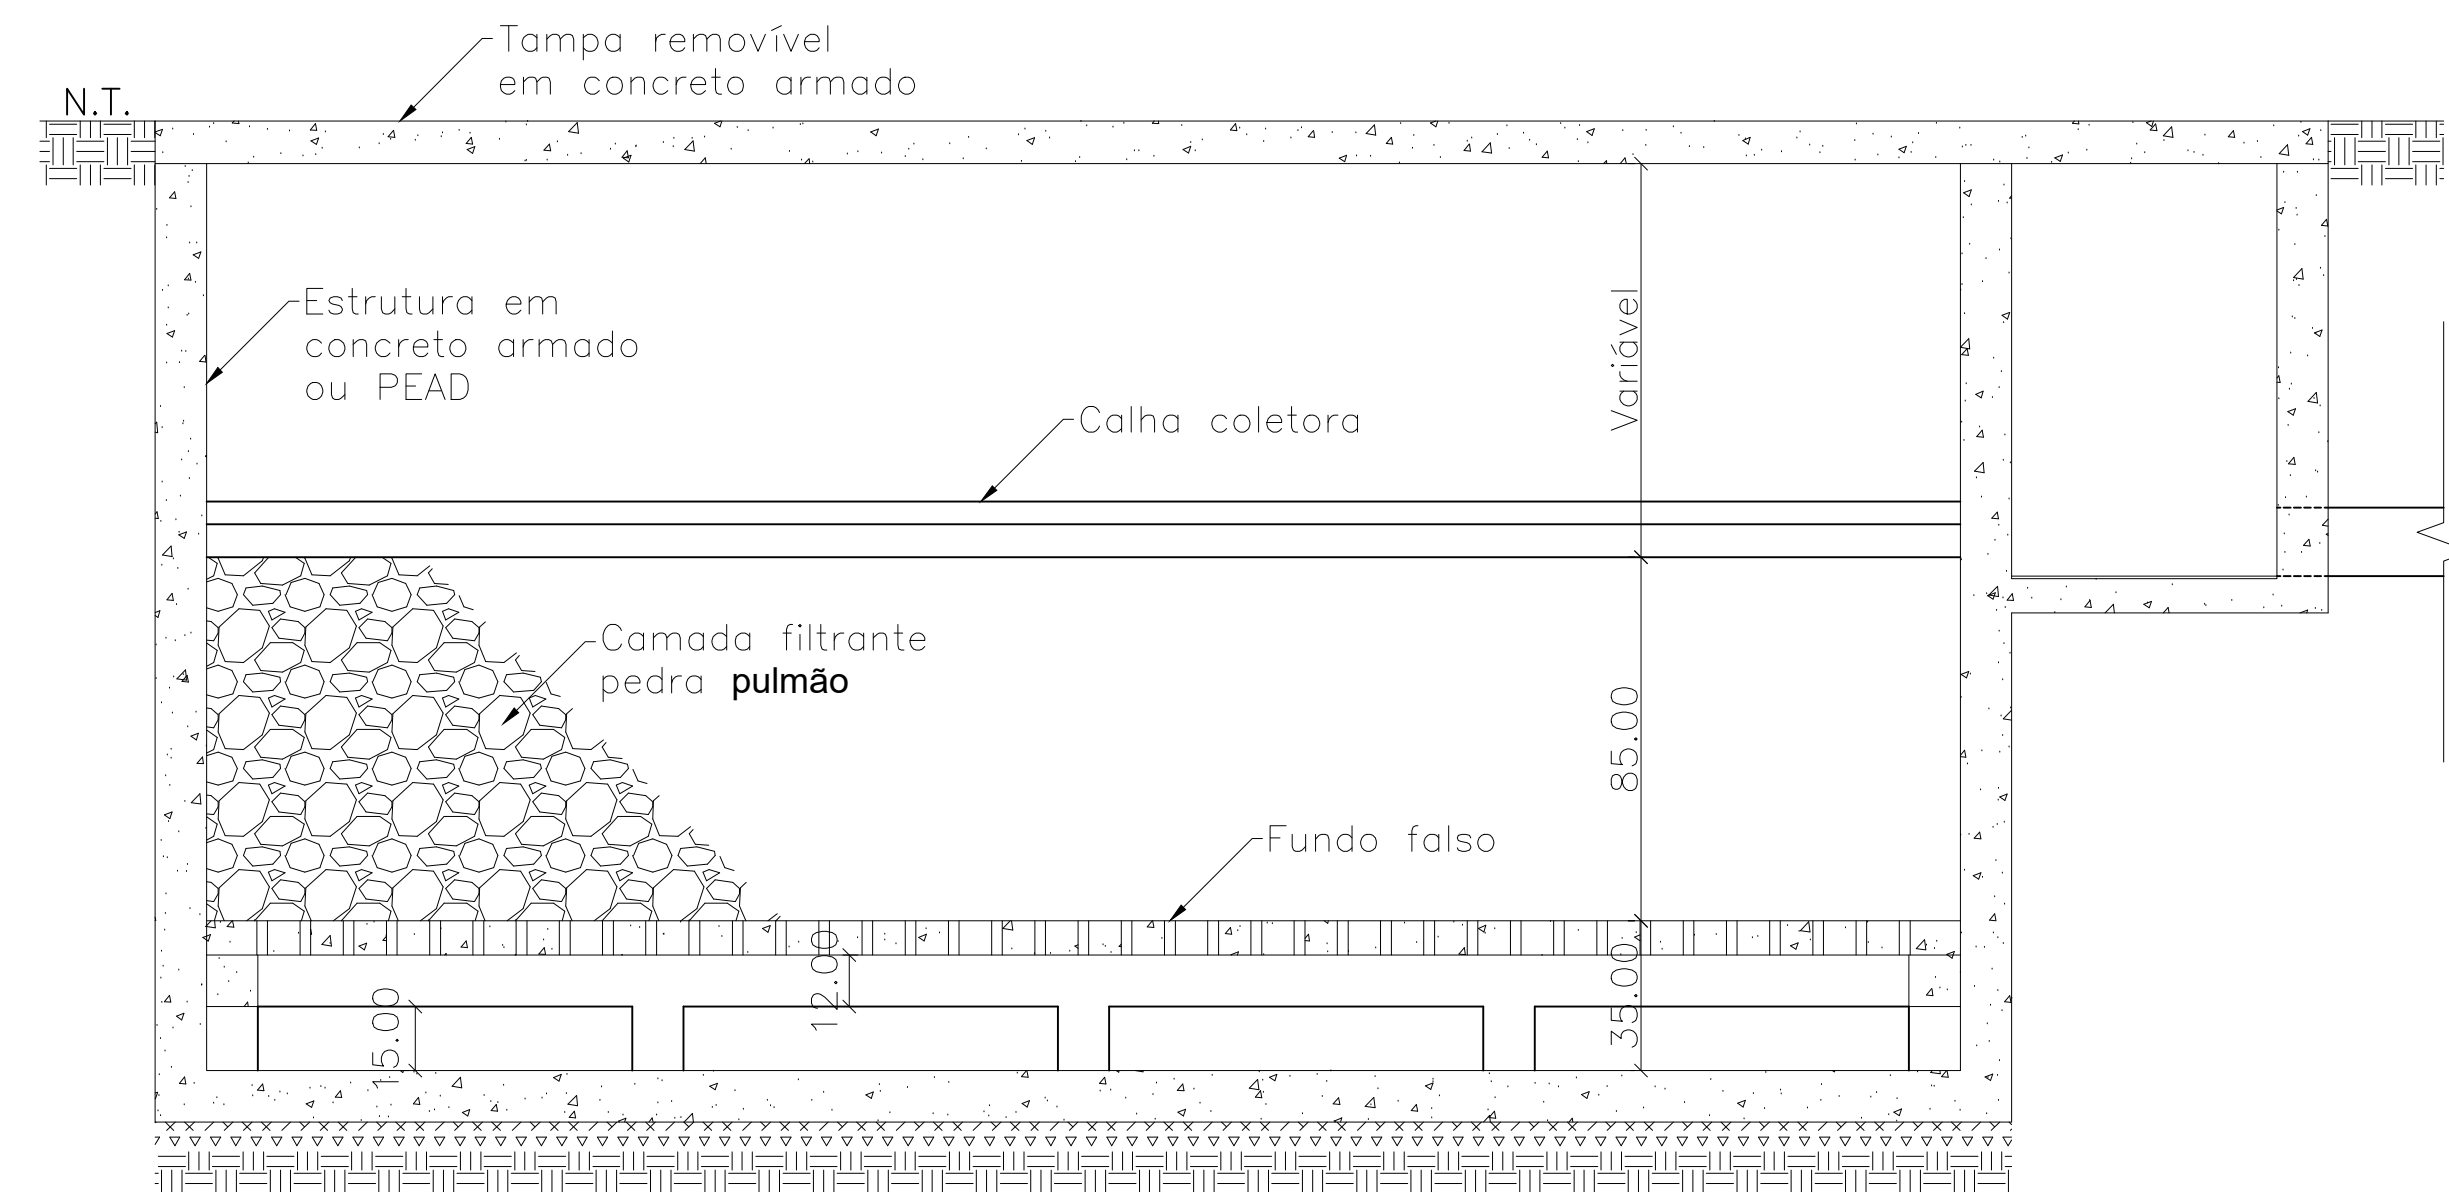 Tampa removível
em concreto armado
N.T.
Estrutura em
concreto armado
ou PEAD
Variável
Calha coletora
Camada filtrante
pedra pulmão
85.00
Fundo falso
12.00
35.00
15.00